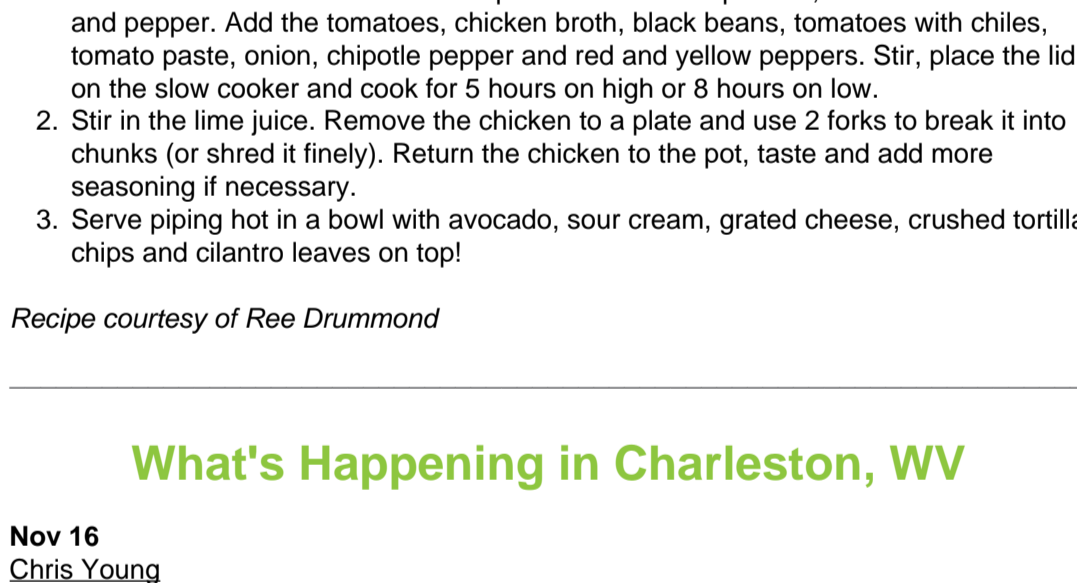 and pepper. Add the tomatoes, chicken broth, black beans, tomatoes with chiles,
tomato paste, onion, chipotle pepper and red and yellow peppers. Stir, place the lid
on the slow cooker and cook for 5 hours on high or 8 hours on low.
2. Stir in the lime juice. Remove the chicken to a plate and use 2 forks to break it into
chunks (or shred it finely). Return the chicken to the pot, taste and add more
seasoning if necessary.
3. Serve piping hot in a bowl with avocado, sour cream, grated cheese, crushed tortilla
chips and cilantro leaves on top!
Recipe courtesy of Ree Drummond
What's Happening in Charleston, WV
Nov 16
Chris Young